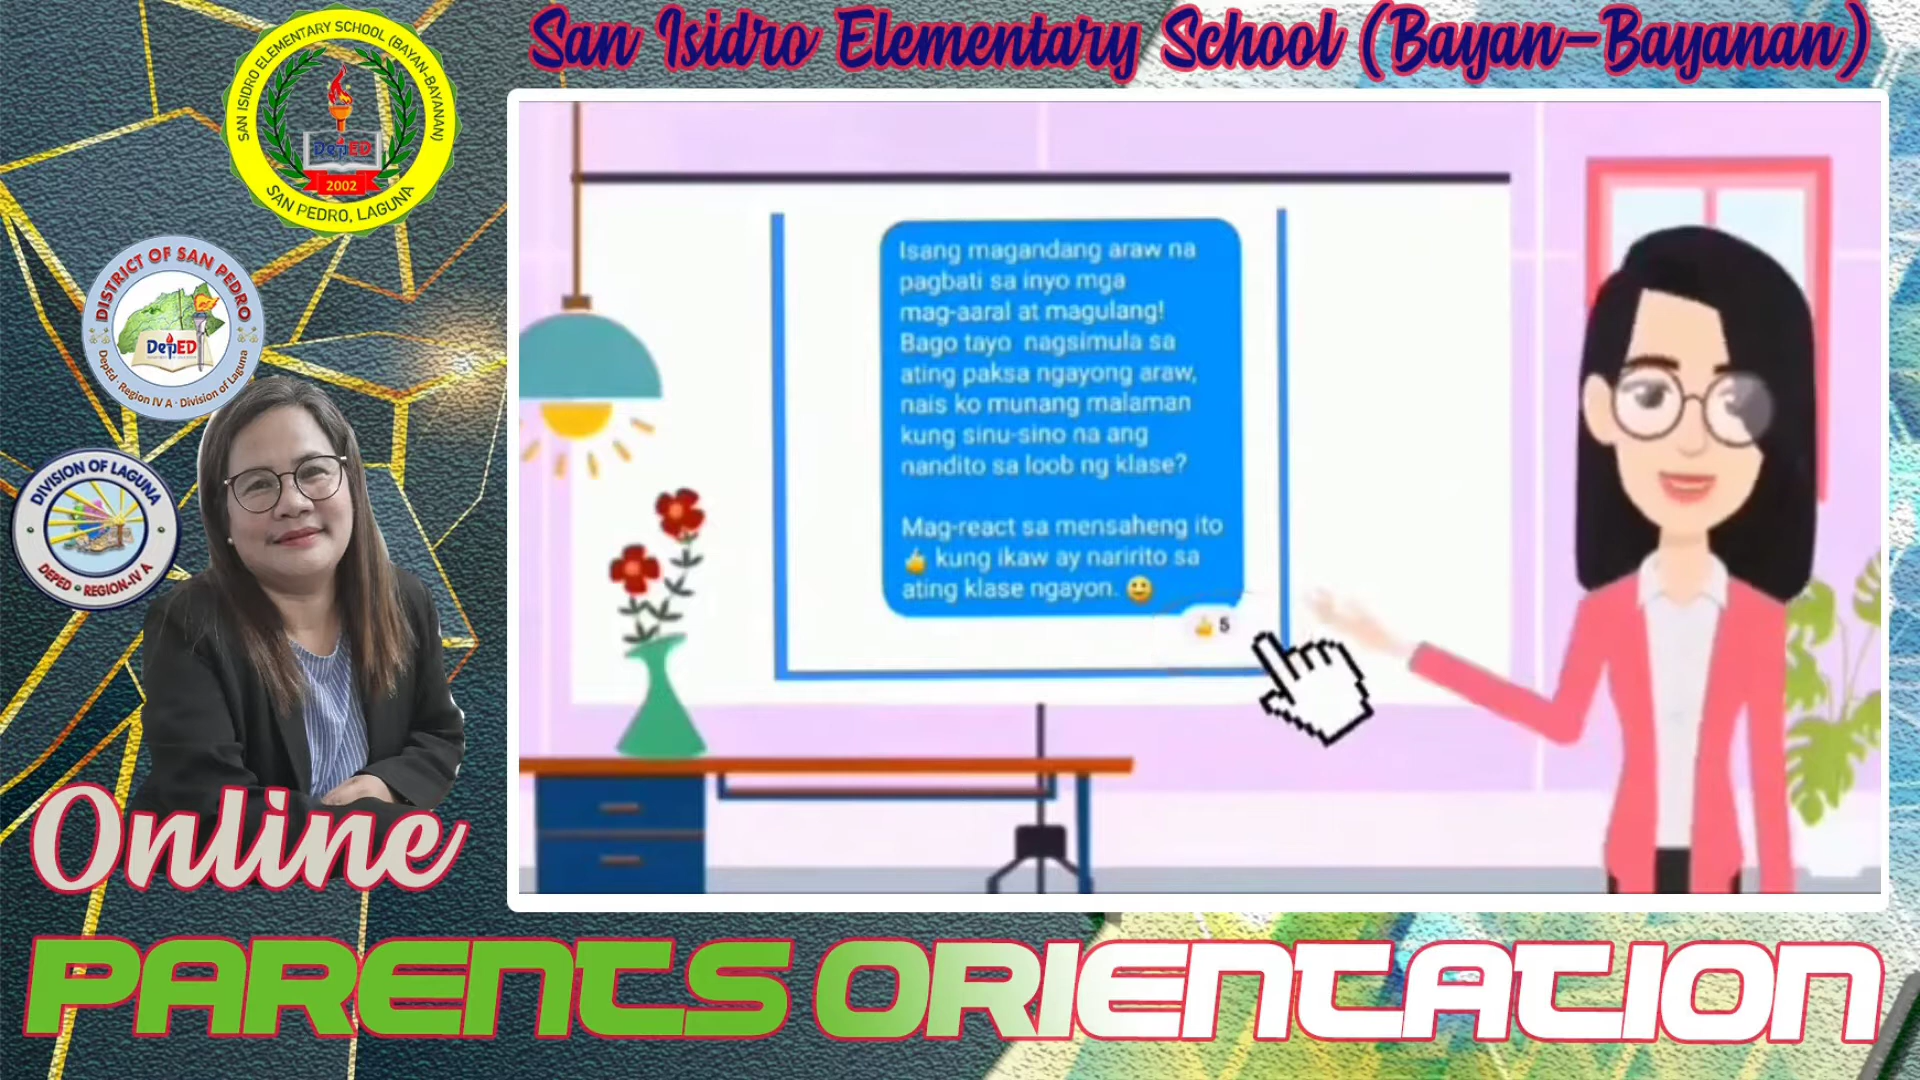 San Isidro Elementary School (Bayan-Bayanan)
SAN ISIDRO ELEMENTARY SCHOOL (BAYAN-BAYANAN)
DepED
2002
SAN PEDRO, LAGUNA
DISTRICT OF SAN PEDRO
DepED
DepEd · Region IV A · Division of Laguna
DIVISION OF LAGUNA
DEPED · REGION-IV A
Isang magandang araw na
pagbati sa inyo mga
mag-aaral at magulang!
Bago tayo nagsimula sa
ating paksa ngayong araw,
nais ko munang malaman
kung sinu-sino na ang
nandito sa loob ng klase?
Mag-react sa mensaheng ito
👍 kung ikaw ay naririto sa
ating klase ngayon. 😀
👍 5
Online
PARENTS ORIENTATION